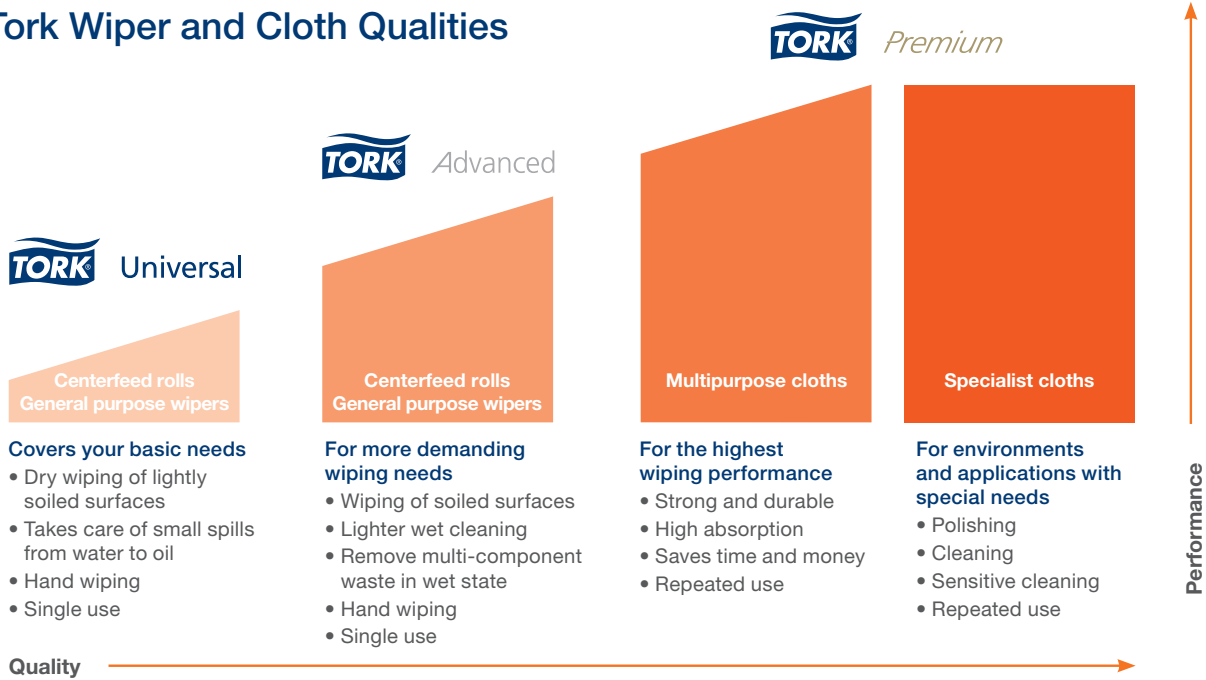 Tork Wiper and Cloth Qualities
TORK® Premium
TORK® Advanced
TORK® Universal
Centerfeed rolls
General purpose wipers
Centerfeed rolls
General purpose wipers
Multipurpose cloths
Specialist cloths
Covers your basic needs
• Dry wiping of lightly
soiled surfaces
• Takes care of small spills
from water to oil
• Hand wiping
• Single use
For more demanding
wiping needs
• Wiping of soiled surfaces
• Lighter wet cleaning
• Remove multi-component
waste in wet state
• Hand wiping
• Single use
For the highest
wiping performance
• Strong and durable
• High absorption
• Saves time and money
• Repeated use
For environments
and applications with
special needs
• Polishing
• Cleaning
• Sensitive cleaning
• Repeated use
Performance
Quality